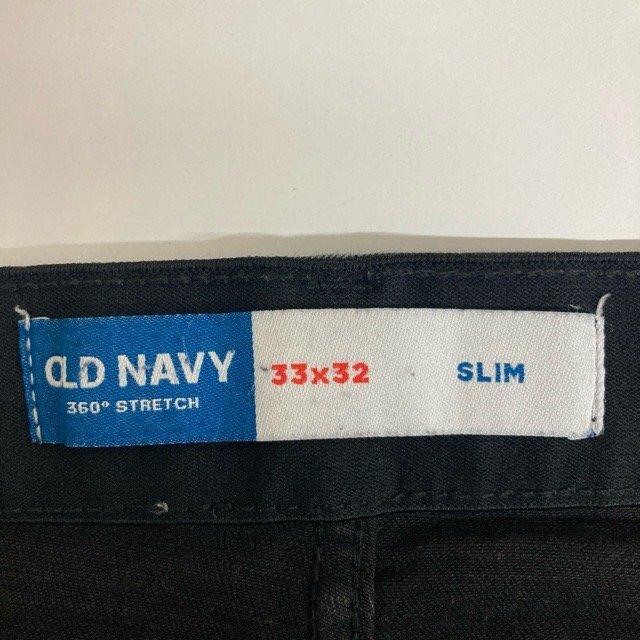 OLD NAVY
360° STRETCH
33x32
SLIM